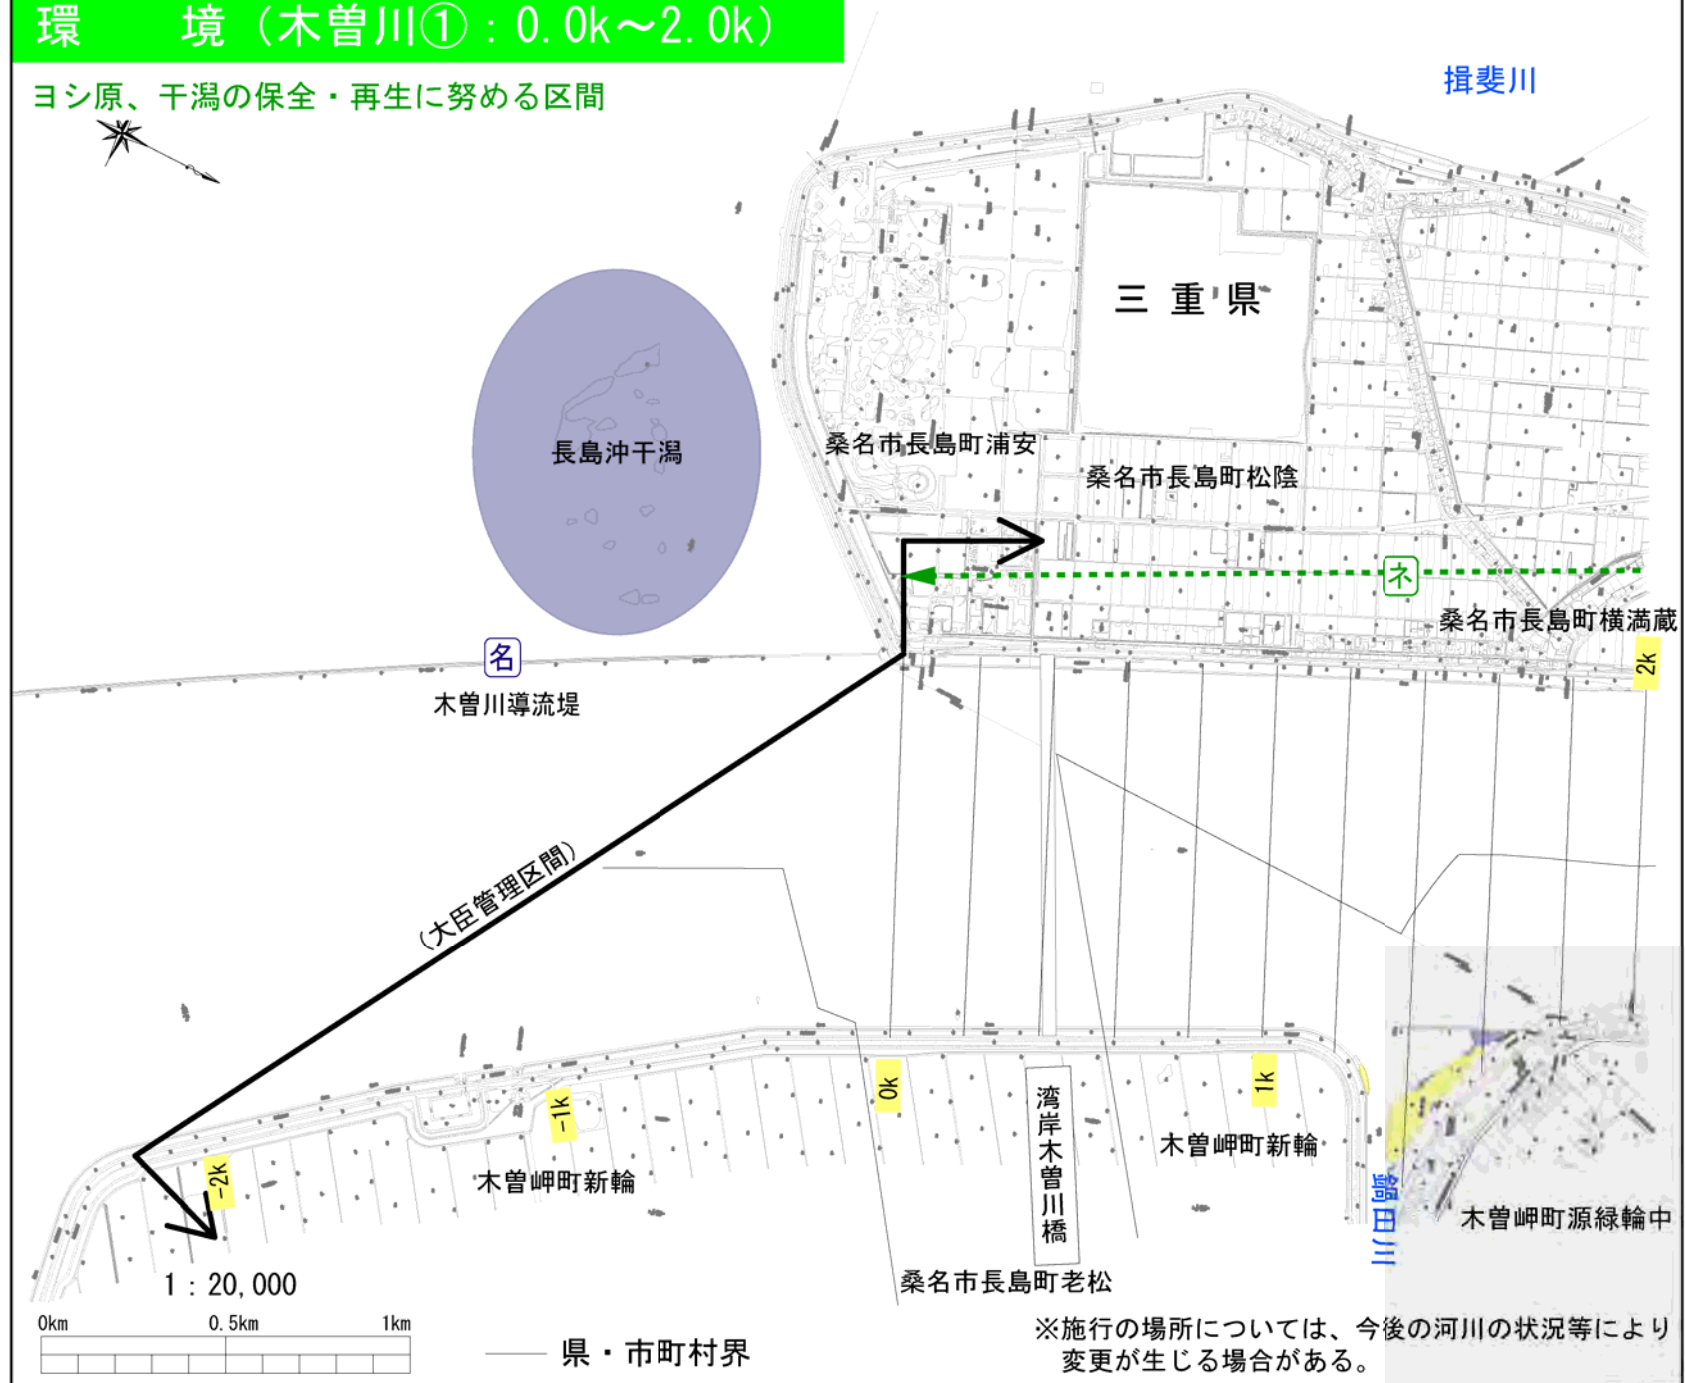 環　境（木曽川①：0.0k～2.0k）
ヨシ原、干潟の保全・再生に努める区間
揖斐川
三重県
長島沖干潟
桑名市長島町浦安
桑名市長島町松陰
ネ
桑名市長島町横満蔵
2k
名
木曽川導流堤
（大臣管理区間）
-2k
-1k
0k
1k
木曽岬町新輪
湾岸木曽川橋
木曽岬町新輪
鍋田川
木曽岬町源緑輪中
桑名市長島町老松
1：20,000
0km 0.5km 1km
県・市町村界
※施行の場所については、今後の河川の状況等により
変更が生じる場合がある。